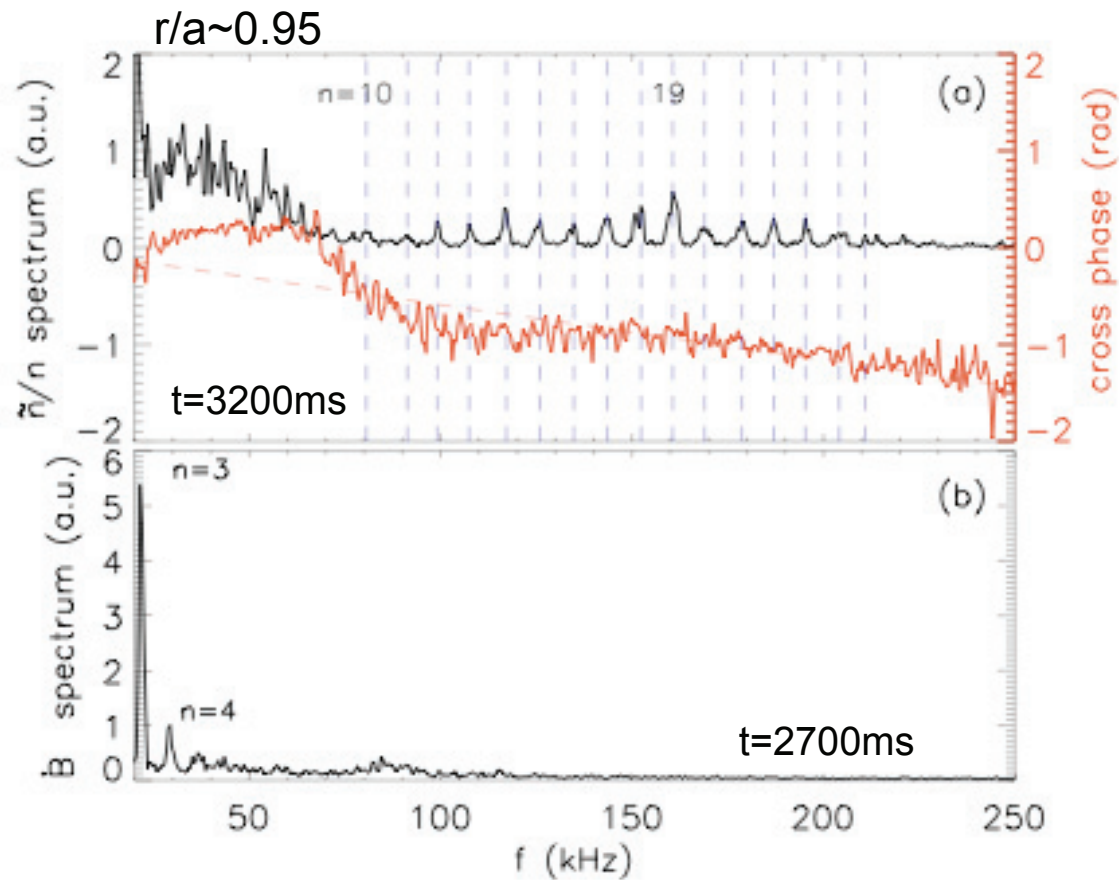 r/a~0.95
ñ/n spectrum (a.u.)
2
1
0
−1
−2
n=10
19
(a)
t=3200ms
2
1
0
−1
−2
cross phase (rad)
Ḃ spectrum (a.u.)
6
5
4
3
2
1
0
n=3
(b)
n=4
t=2700ms
50 100 150 200 250
f (kHz)